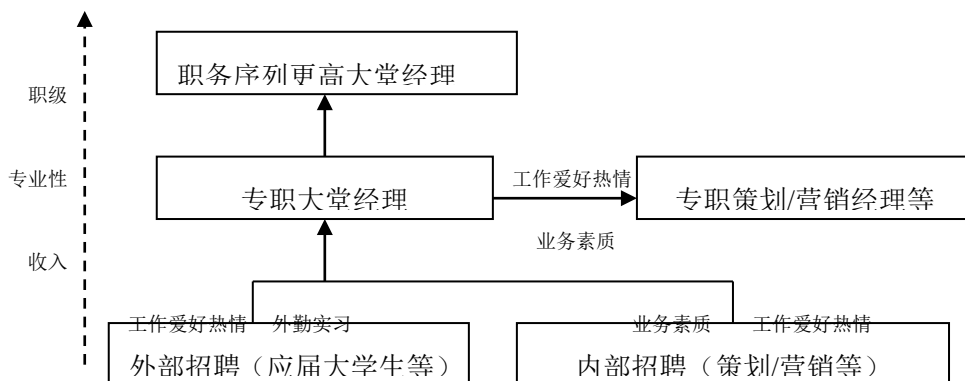 职务序列更高大堂经理
职级
专业性
工作爱好热情
专职大堂经理
专职策划/营销经理等
业务素质
收入
工作爱好热情 外勤实习
业务素质 工作爱好热情
外部招聘（应届大学生等）
内部招聘（策划/营销等）